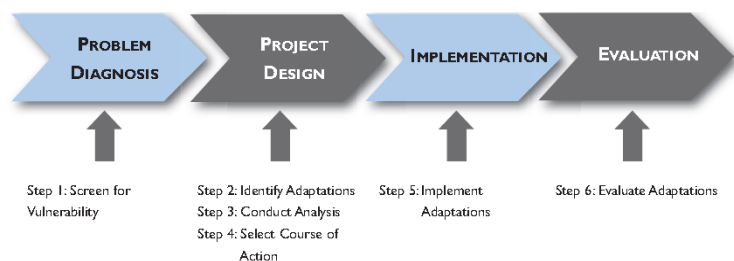 PROBLEM
DIAGNOSIS
PROJECT
DESIGN
IMPLEMENTATION
EVALUATION
Step 1: Screen for
Vulnerability
Step 2: Identify Adaptations
Step 3: Conduct Analysis
Step 4: Select Course of
Action
Step 5: Implement
Adaptations
Step 6: Evaluate Adaptations